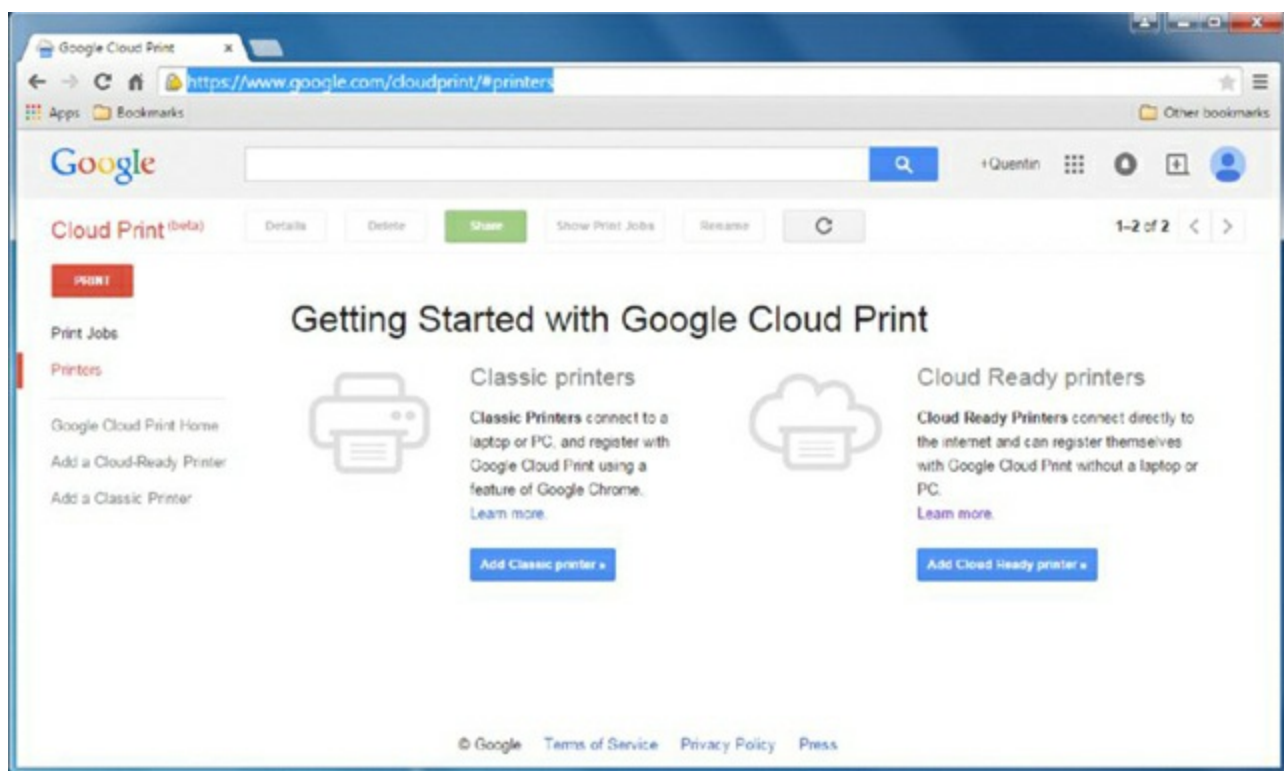 Google Cloud Print
https://www.google.com/cloudprint/#printers
Apps Bookmarks Other bookmarks
Google +Quentin
Cloud Print (beta) Details Delete Share Show Print Jobs Rename 1–2 of 2
PRINT
Print Jobs
Printers
Google Cloud Print Home
Add a Cloud-Ready Printer
Add a Classic Printer
Getting Started with Google Cloud Print
Classic printers
Classic Printers connect to a
laptop or PC, and register with
Google Cloud Print using a
feature of Google Chrome.
Learn more.
Add Classic printer »
Cloud Ready printers
Cloud Ready Printers connect directly to
the internet and can register themselves
with Google Cloud Print without a laptop or
PC.
Learn more.
Add Cloud Ready printer »
© Google Terms of Service Privacy Policy Press